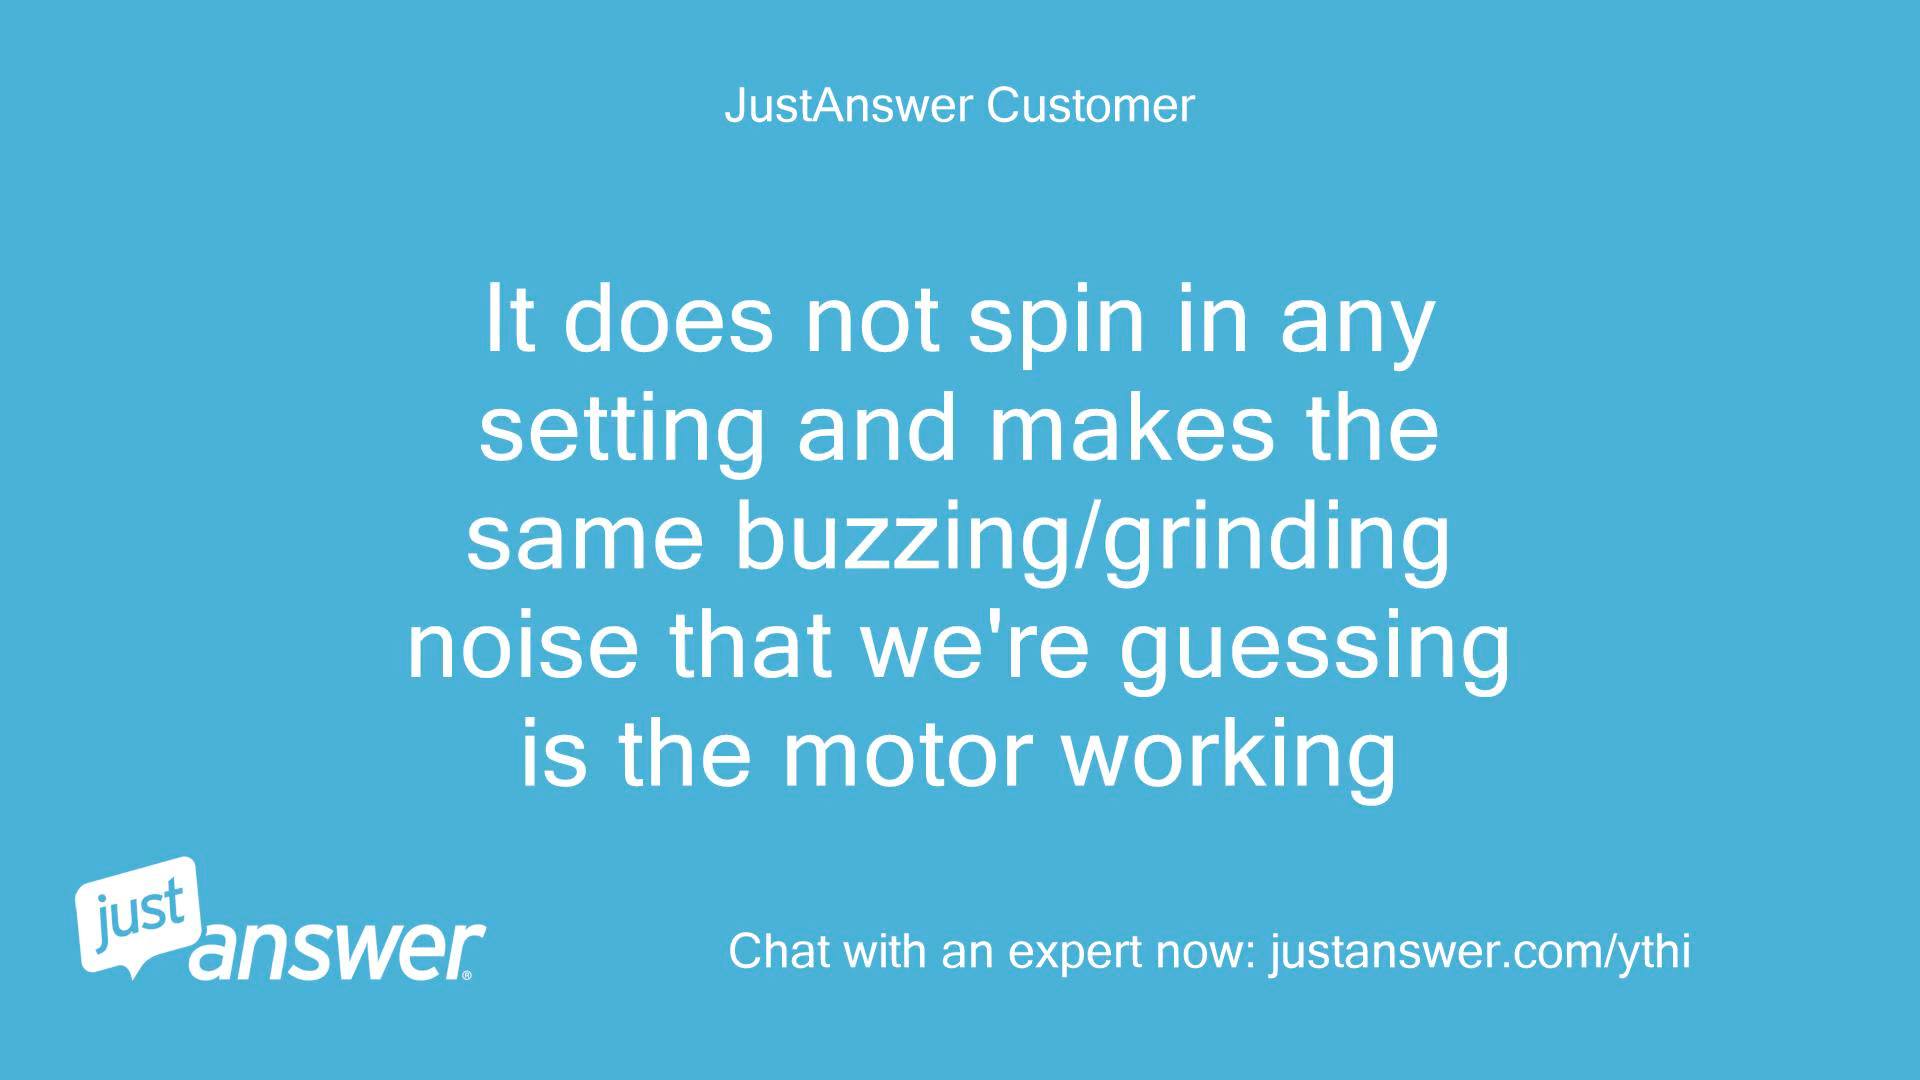 JustAnswer Customer
It does not spin in any
setting and makes the
same buzzing/grinding
noise that we're guessing
is the motor working
just
answer®
Chat with an expert now: justanswer.com/ythi